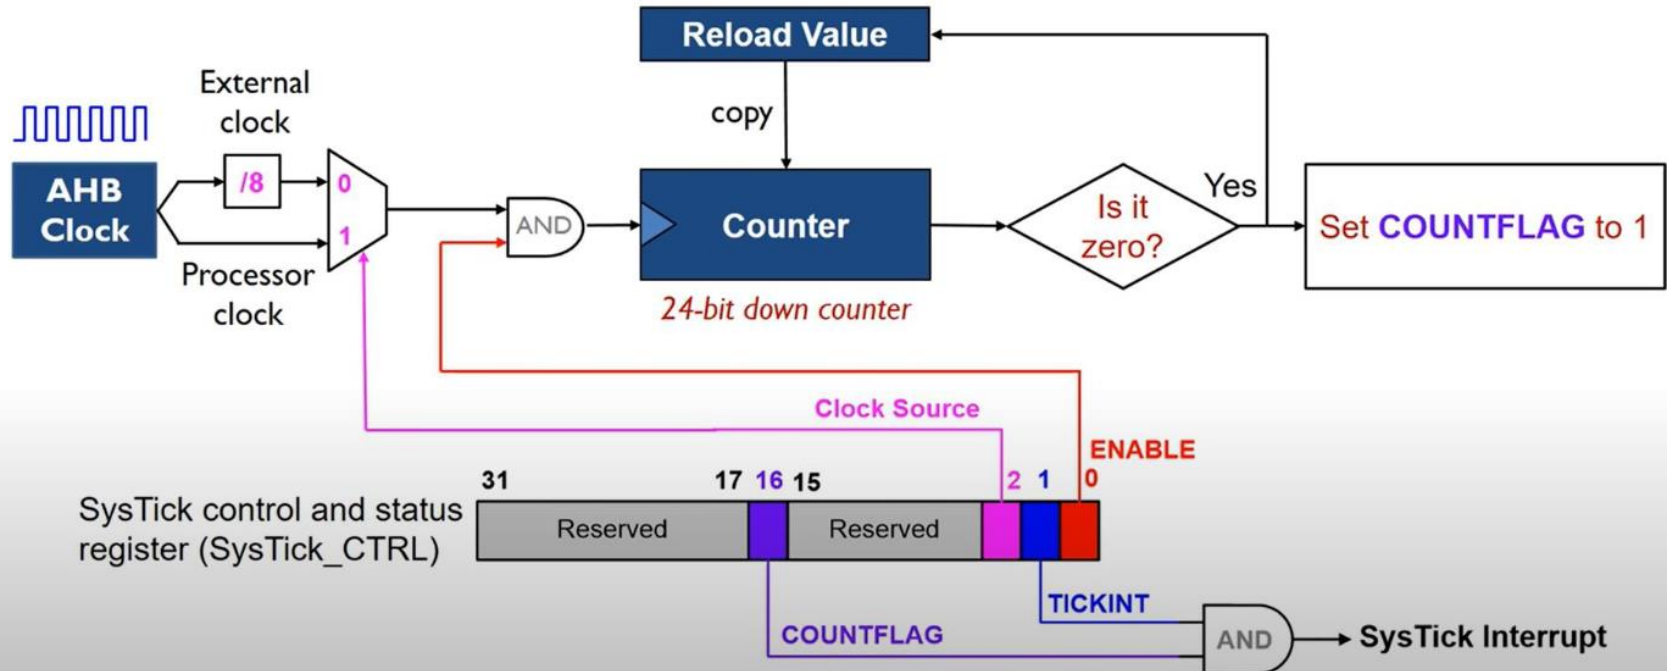 Reload Value
External
clock
copy
AHB
Clock
/8
0
1
Processor
clock
AND
Counter
24-bit down counter
Is it
zero?
Yes
Set COUNTFLAG to 1
Clock Source
ENABLE
31 17 16 15 2 1 0
SysTick control and status
register (SysTick_CTRL)
Reserved Reserved
TICKINT
COUNTFLAG
AND
SysTick Interrupt